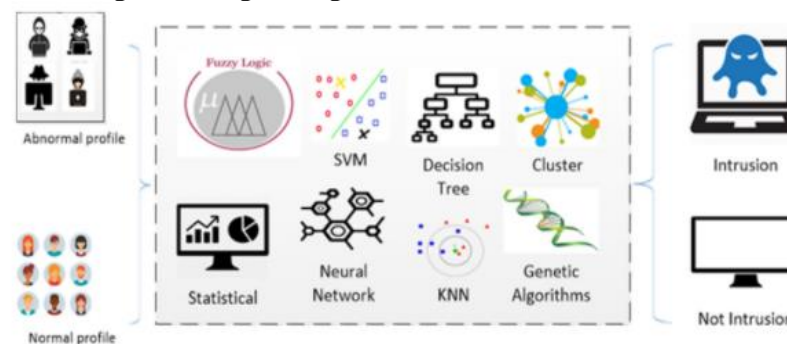 Abnormal profile
Normal profile
Fuzzy Logic
μ
SVM
Decision
Tree
Cluster
Statistical
Neural
Network
KNN
Genetic
Algorithms
Intrusion
Not Intrusion